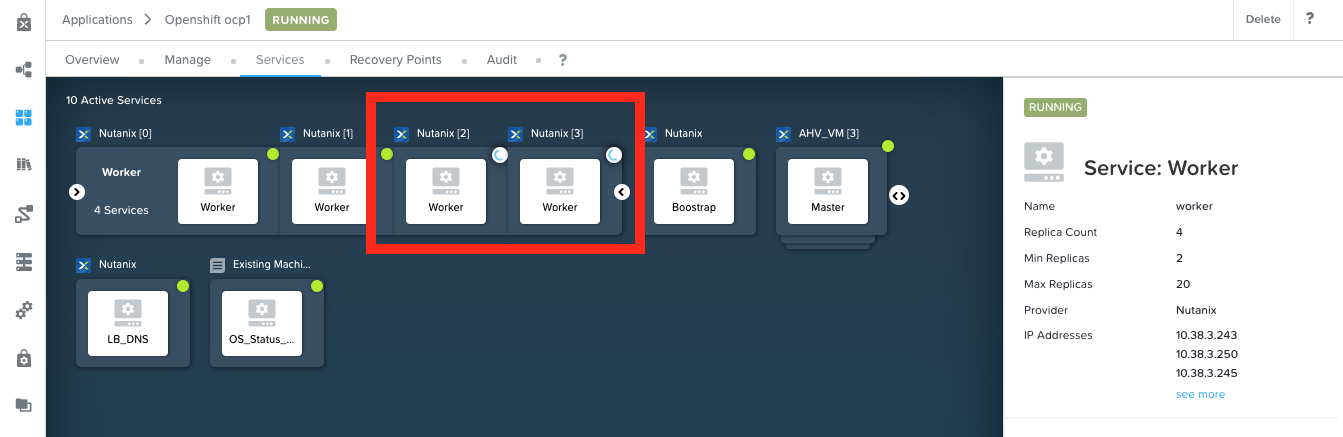 Applications > Openshift ocp1 RUNNING Delete ?
Overview Manage Services Recovery Points Audit ?
10 Active Services
Nutanix [0] Nutanix [1] Nutanix [2] Nutanix [3] Nutanix AHV_VM [3]
Worker
4 Services
Worker Worker Worker Worker Boostrap Master
Nutanix Existing Machi...
LB_DNS OS_Status_...
RUNNING
Service: Worker
Name worker
Replica Count 4
Min Replicas 2
Max Replicas 20
Provider Nutanix
IP Addresses 10.38.3.243
10.38.3.250
10.38.3.245
see more